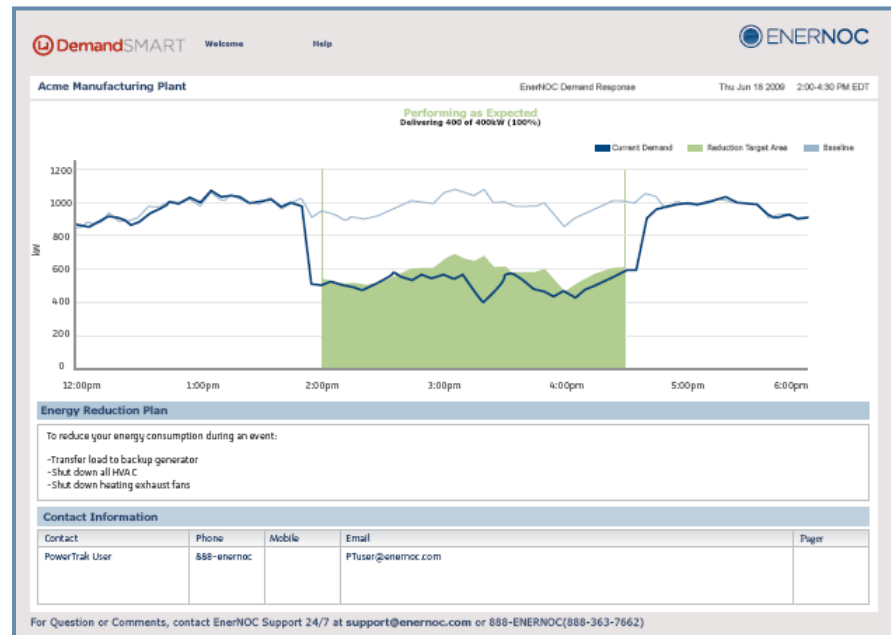 DemandSMART Welcome Help ENERNOC
Acme Manufacturing Plant EnerNOC Demand Response Thu Jun 18 2009 2:00-4:30 PM EDT
Performing as Expected
Delivering 400 of 400kW (100%)
Current Demand Reduction Target Area Baseline
1200
1000
800
600
400
200
0
kW
12:00pm 1:00pm 2:00pm 3:00pm 4:00pm 5:00pm 6:00pm
Energy Reduction Plan
To reduce your energy consumption during an event:
-Transfer load to backup generator
-Shut down all HVAC
-Shut down heating exhaust fans
Contact Information
Contact Phone Mobile Email Pager
PowerTrak User 888-enernoc PTuser@enernoc.com
For Question or Comments, contact EnerNOC Support 24/7 at support@enernoc.com or 888-ENERNOC(888-363-7662)